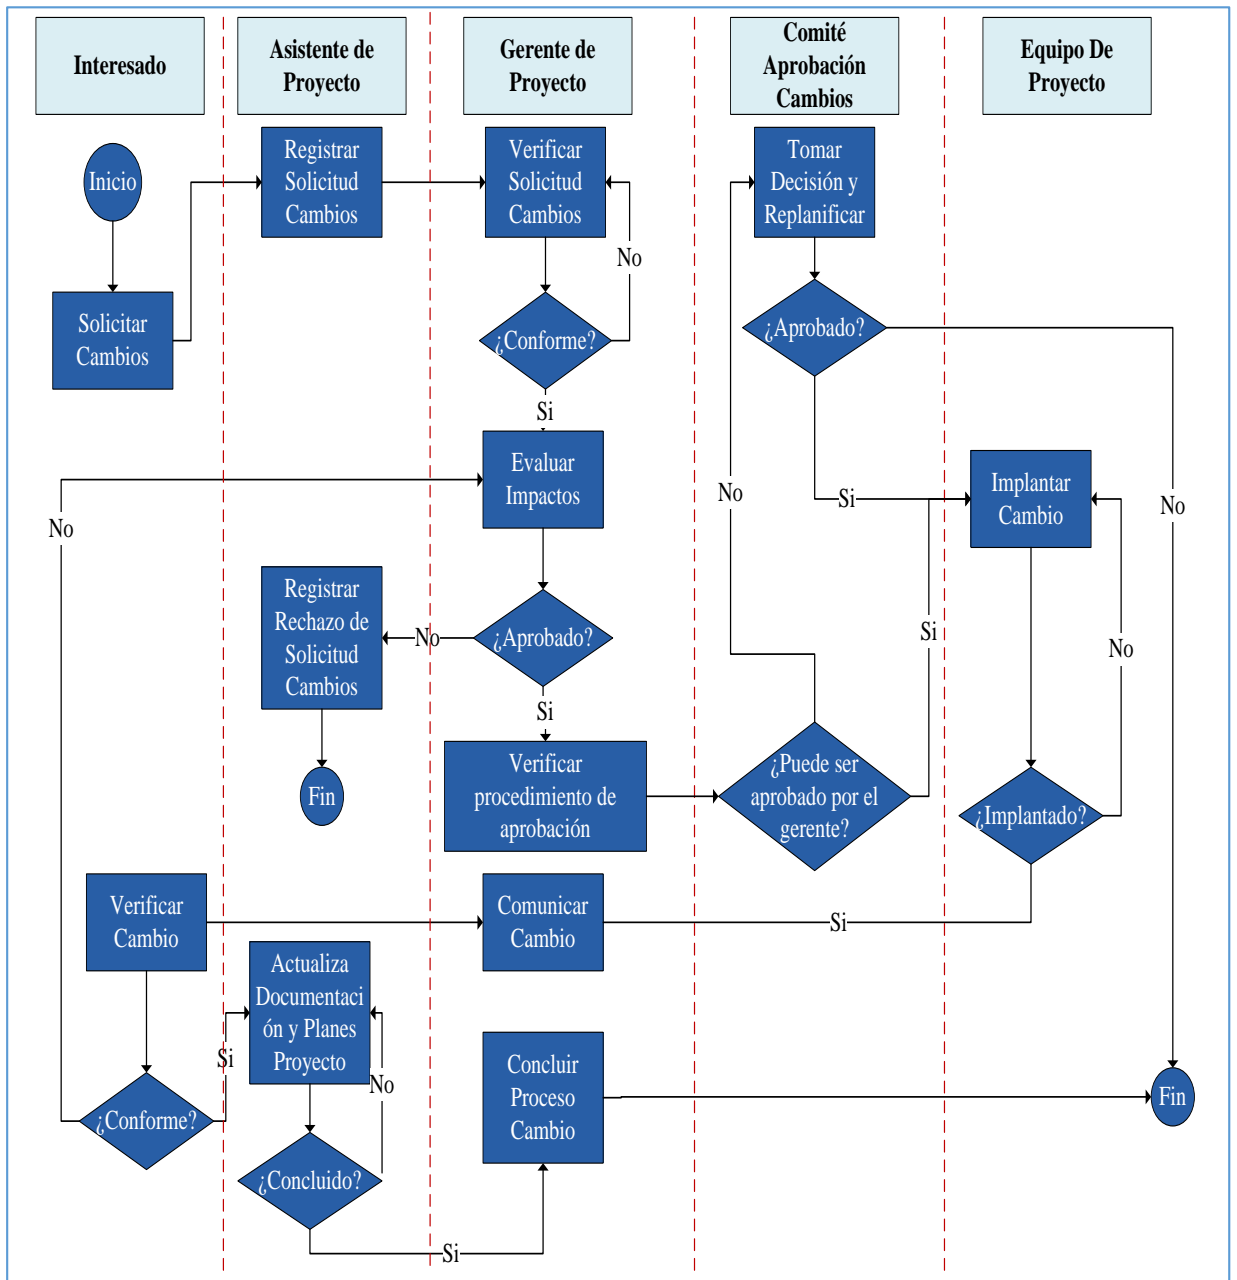 Interesado
Asistente de
Proyecto
Gerente de
Proyecto
Comité
Aprobación
Cambios
Equipo De
Proyecto
Inicio
Registrar
Solicitud
Cambios
Verificar
Solicitud
Cambios
Tomar
Decisión y
Replanificar
No
Solicitar
Cambios
¿Conforme?
¿Aprobado?
Si
Evaluar
Impactos
Implantar
Cambio
No
No
Si
No
Registrar
Rechazo de
Solicitud
Cambios
No
¿Aprobado?
Si
No
Si
Fin
Verificar
procedimiento de
aprobación
¿Puede ser
aprobado por el
gerente?
¿Implantado?
Verificar
Cambio
Comunicar
Cambio
Si
Actualiza
Documentaci
ón y Planes
Proyecto
Si
No
Concluir
Proceso
Cambio
Fin
¿Conforme?
¿Concluido?
Si